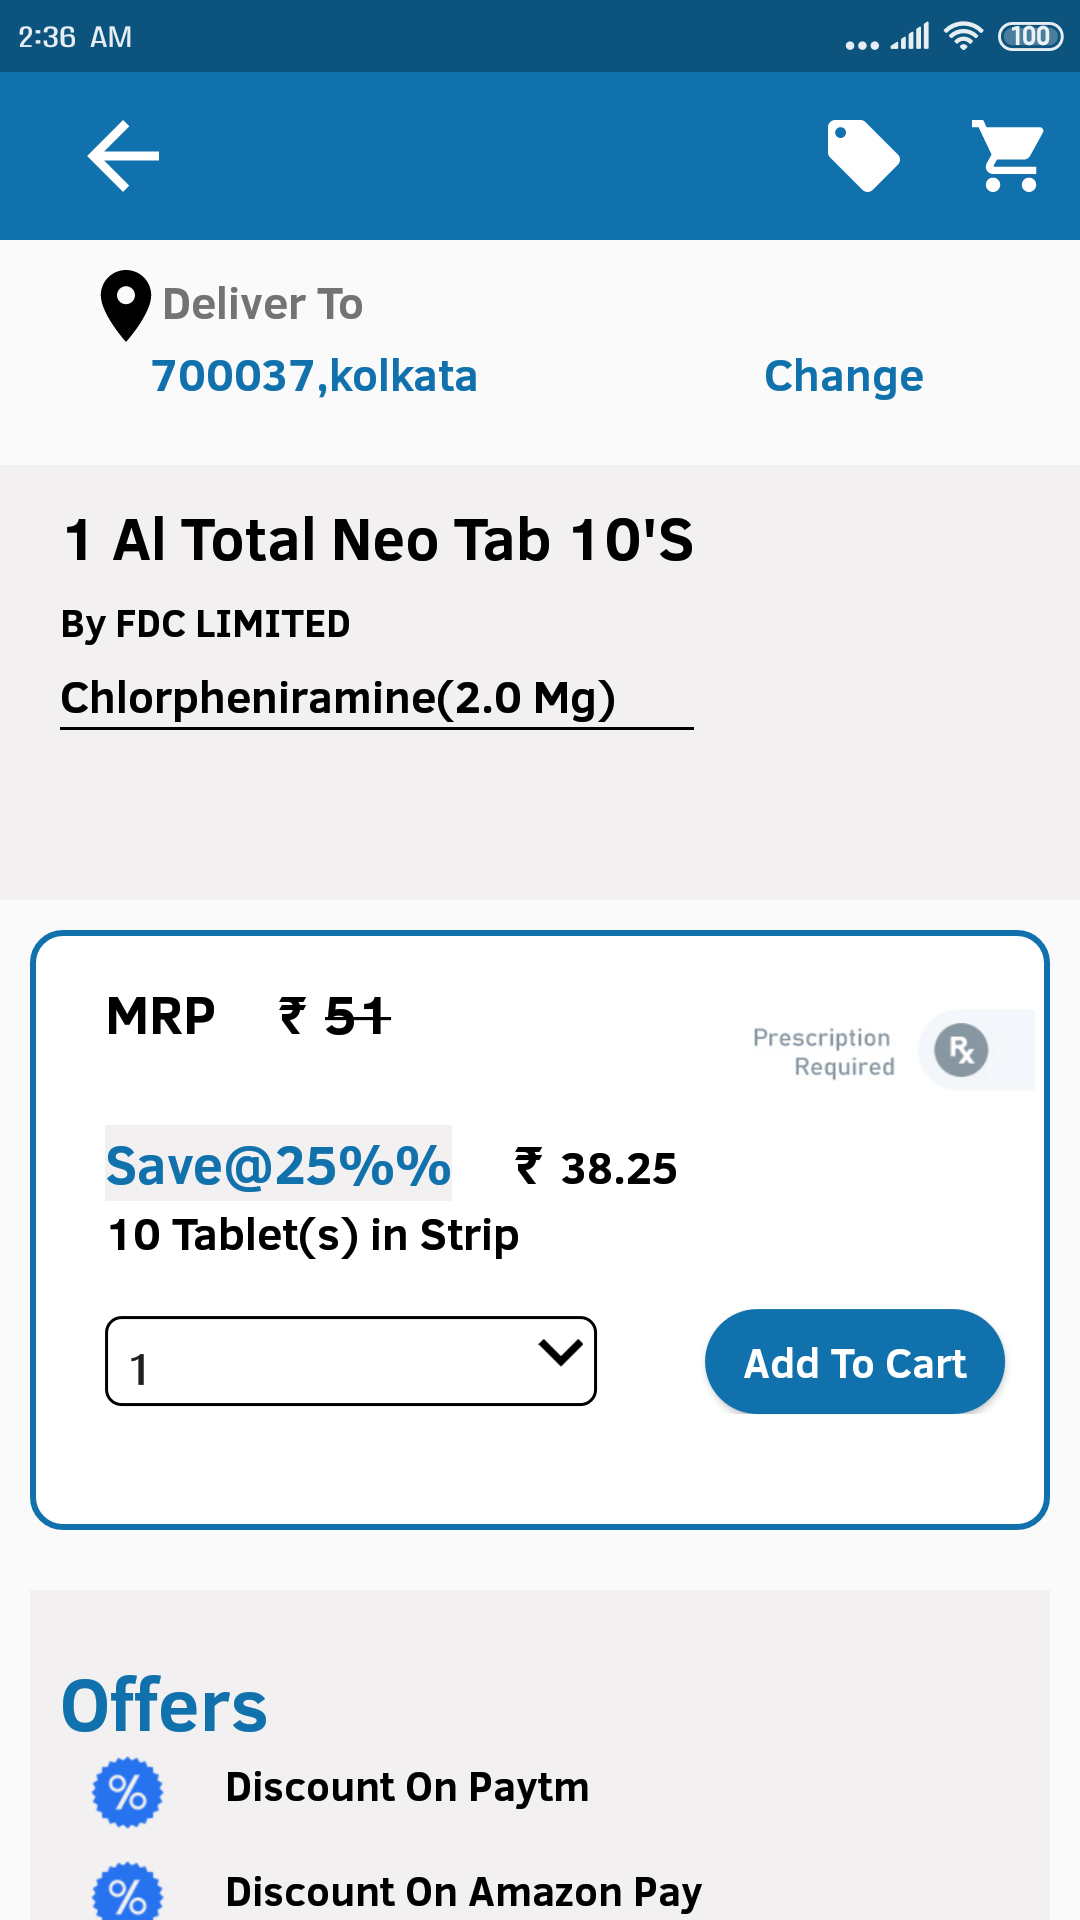 2:36 AM
100
Deliver To
700037,kolkata
Change
1 Al Total Neo Tab 10'S
By FDC LIMITED
Chlorpheniramine(2.0 Mg)
MRP ₹ 51
Prescription
Required
Rx
Save@25%% ₹ 38.25
10 Tablet(s) in Strip
1
Add To Cart
Offers
% Discount On Paytm
% Discount On Amazon Pay